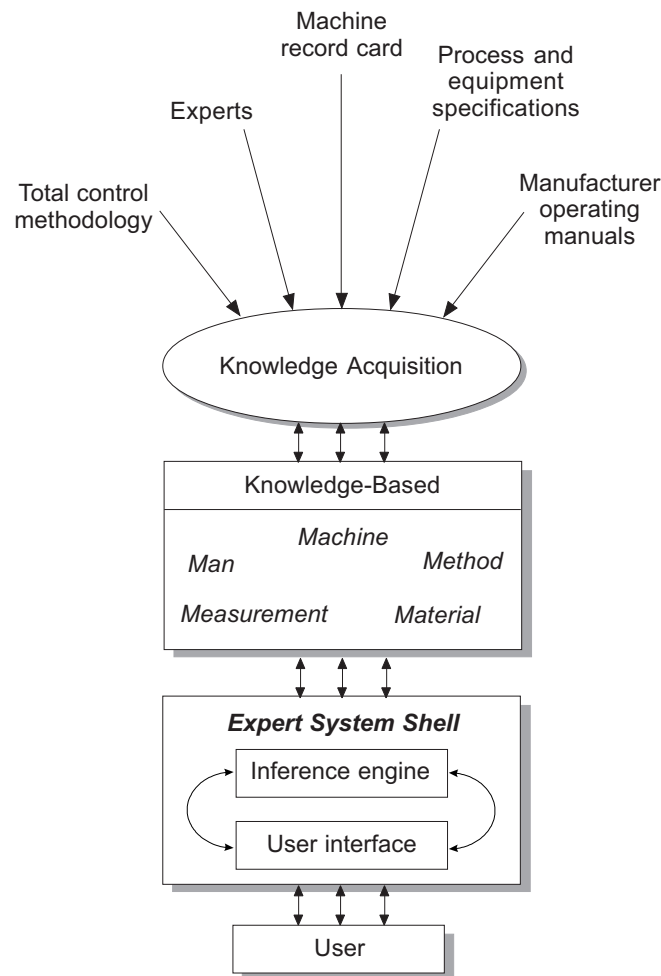 Machine
record card
Process and
equipment
specifications
Experts
Total control
methodology
Manufacturer
operating
manuals
Knowledge Acquisition
Knowledge-Based
Machine
Man
Method
Measurement
Material
Expert System Shell
Inference engine
User interface
User